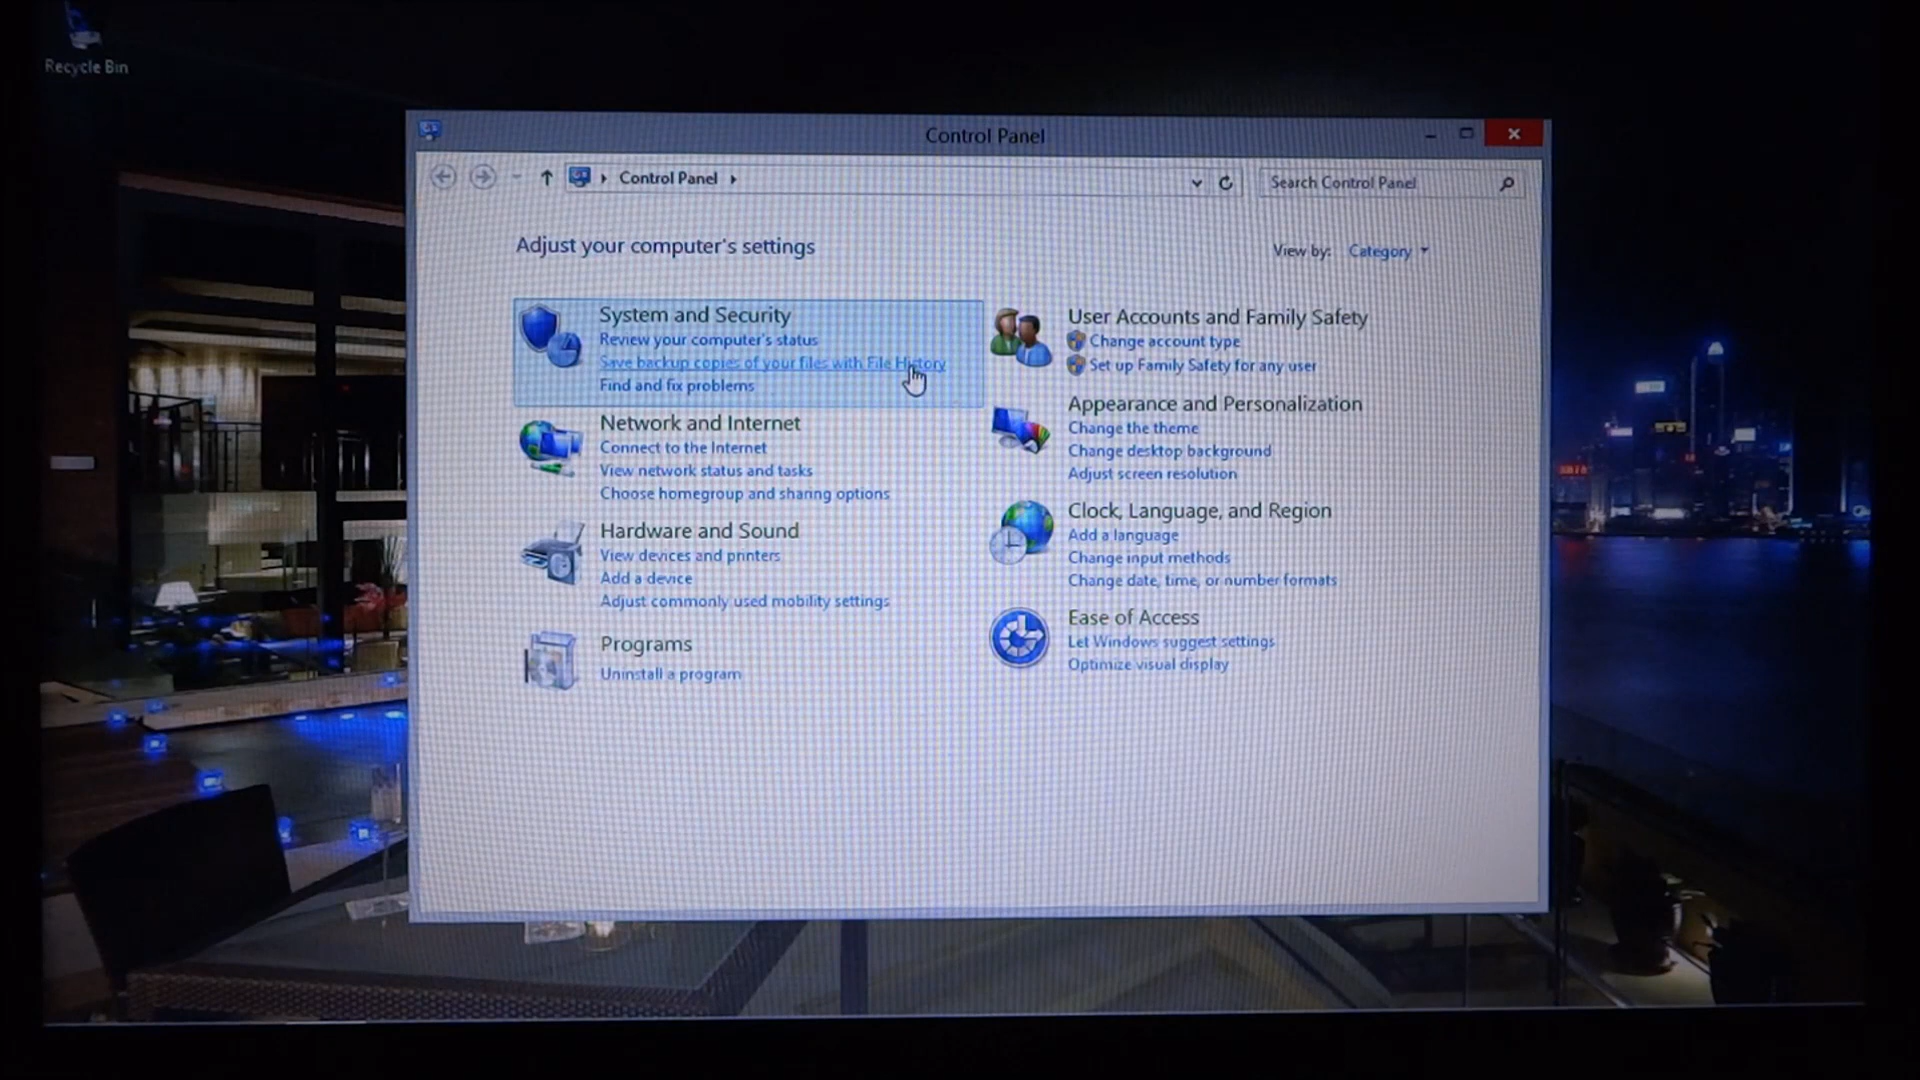 Recycle Bin
Control Panel
Control Panel
Search Control Panel
Adjust your computer's settings
View by: Category
System and Security
Review your computer's status
Save backup copies of your files with File History
Find and fix problems
Network and Internet
Connect to the Internet
View network status and tasks
Choose homegroup and sharing options
Hardware and Sound
View devices and printers
Add a device
Adjust commonly used mobility settings
Programs
Uninstall a program
User Accounts and Family Safety
Change account type
Set up Family Safety for any user
Appearance and Personalization
Change the theme
Change desktop background
Adjust screen resolution
Clock, Language, and Region
Add a language
Change input methods
Change date, time, or number formats
Ease of Access
Let Windows suggest settings
Optimize visual display